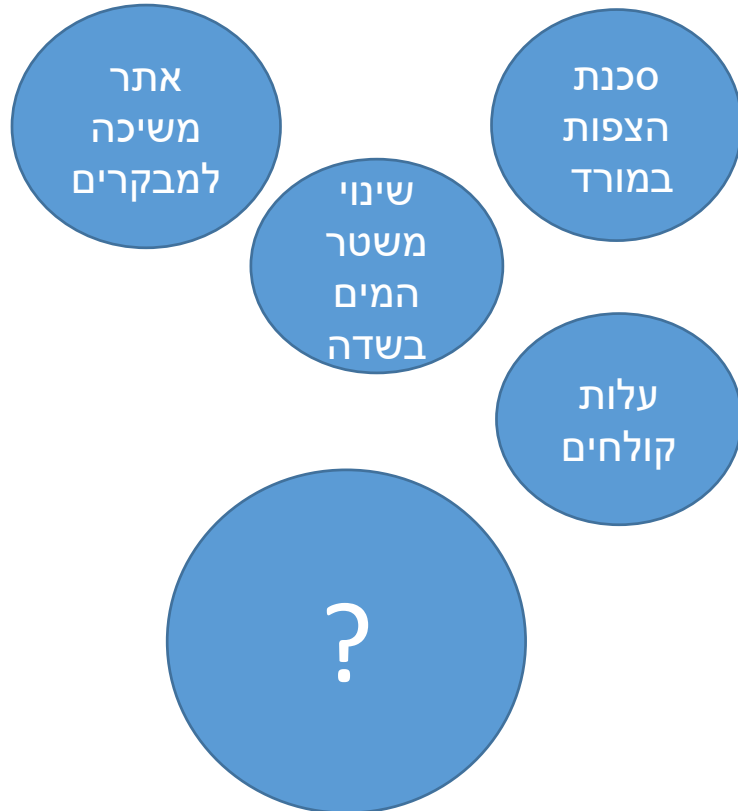 אתר
משיכה
למבקרים
סכנת
הצפות
במורד
שינוי
משטר
המים
בשדה
עלות
קולחים
?